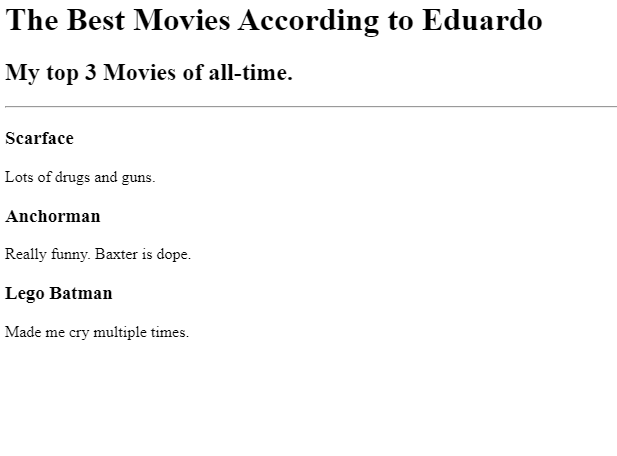 The Best Movies According to Eduardo
My top 3 Movies of all-time.
Scarface
Lots of drugs and guns.
Anchorman
Really funny. Baxter is dope.
Lego Batman
Made me cry multiple times.